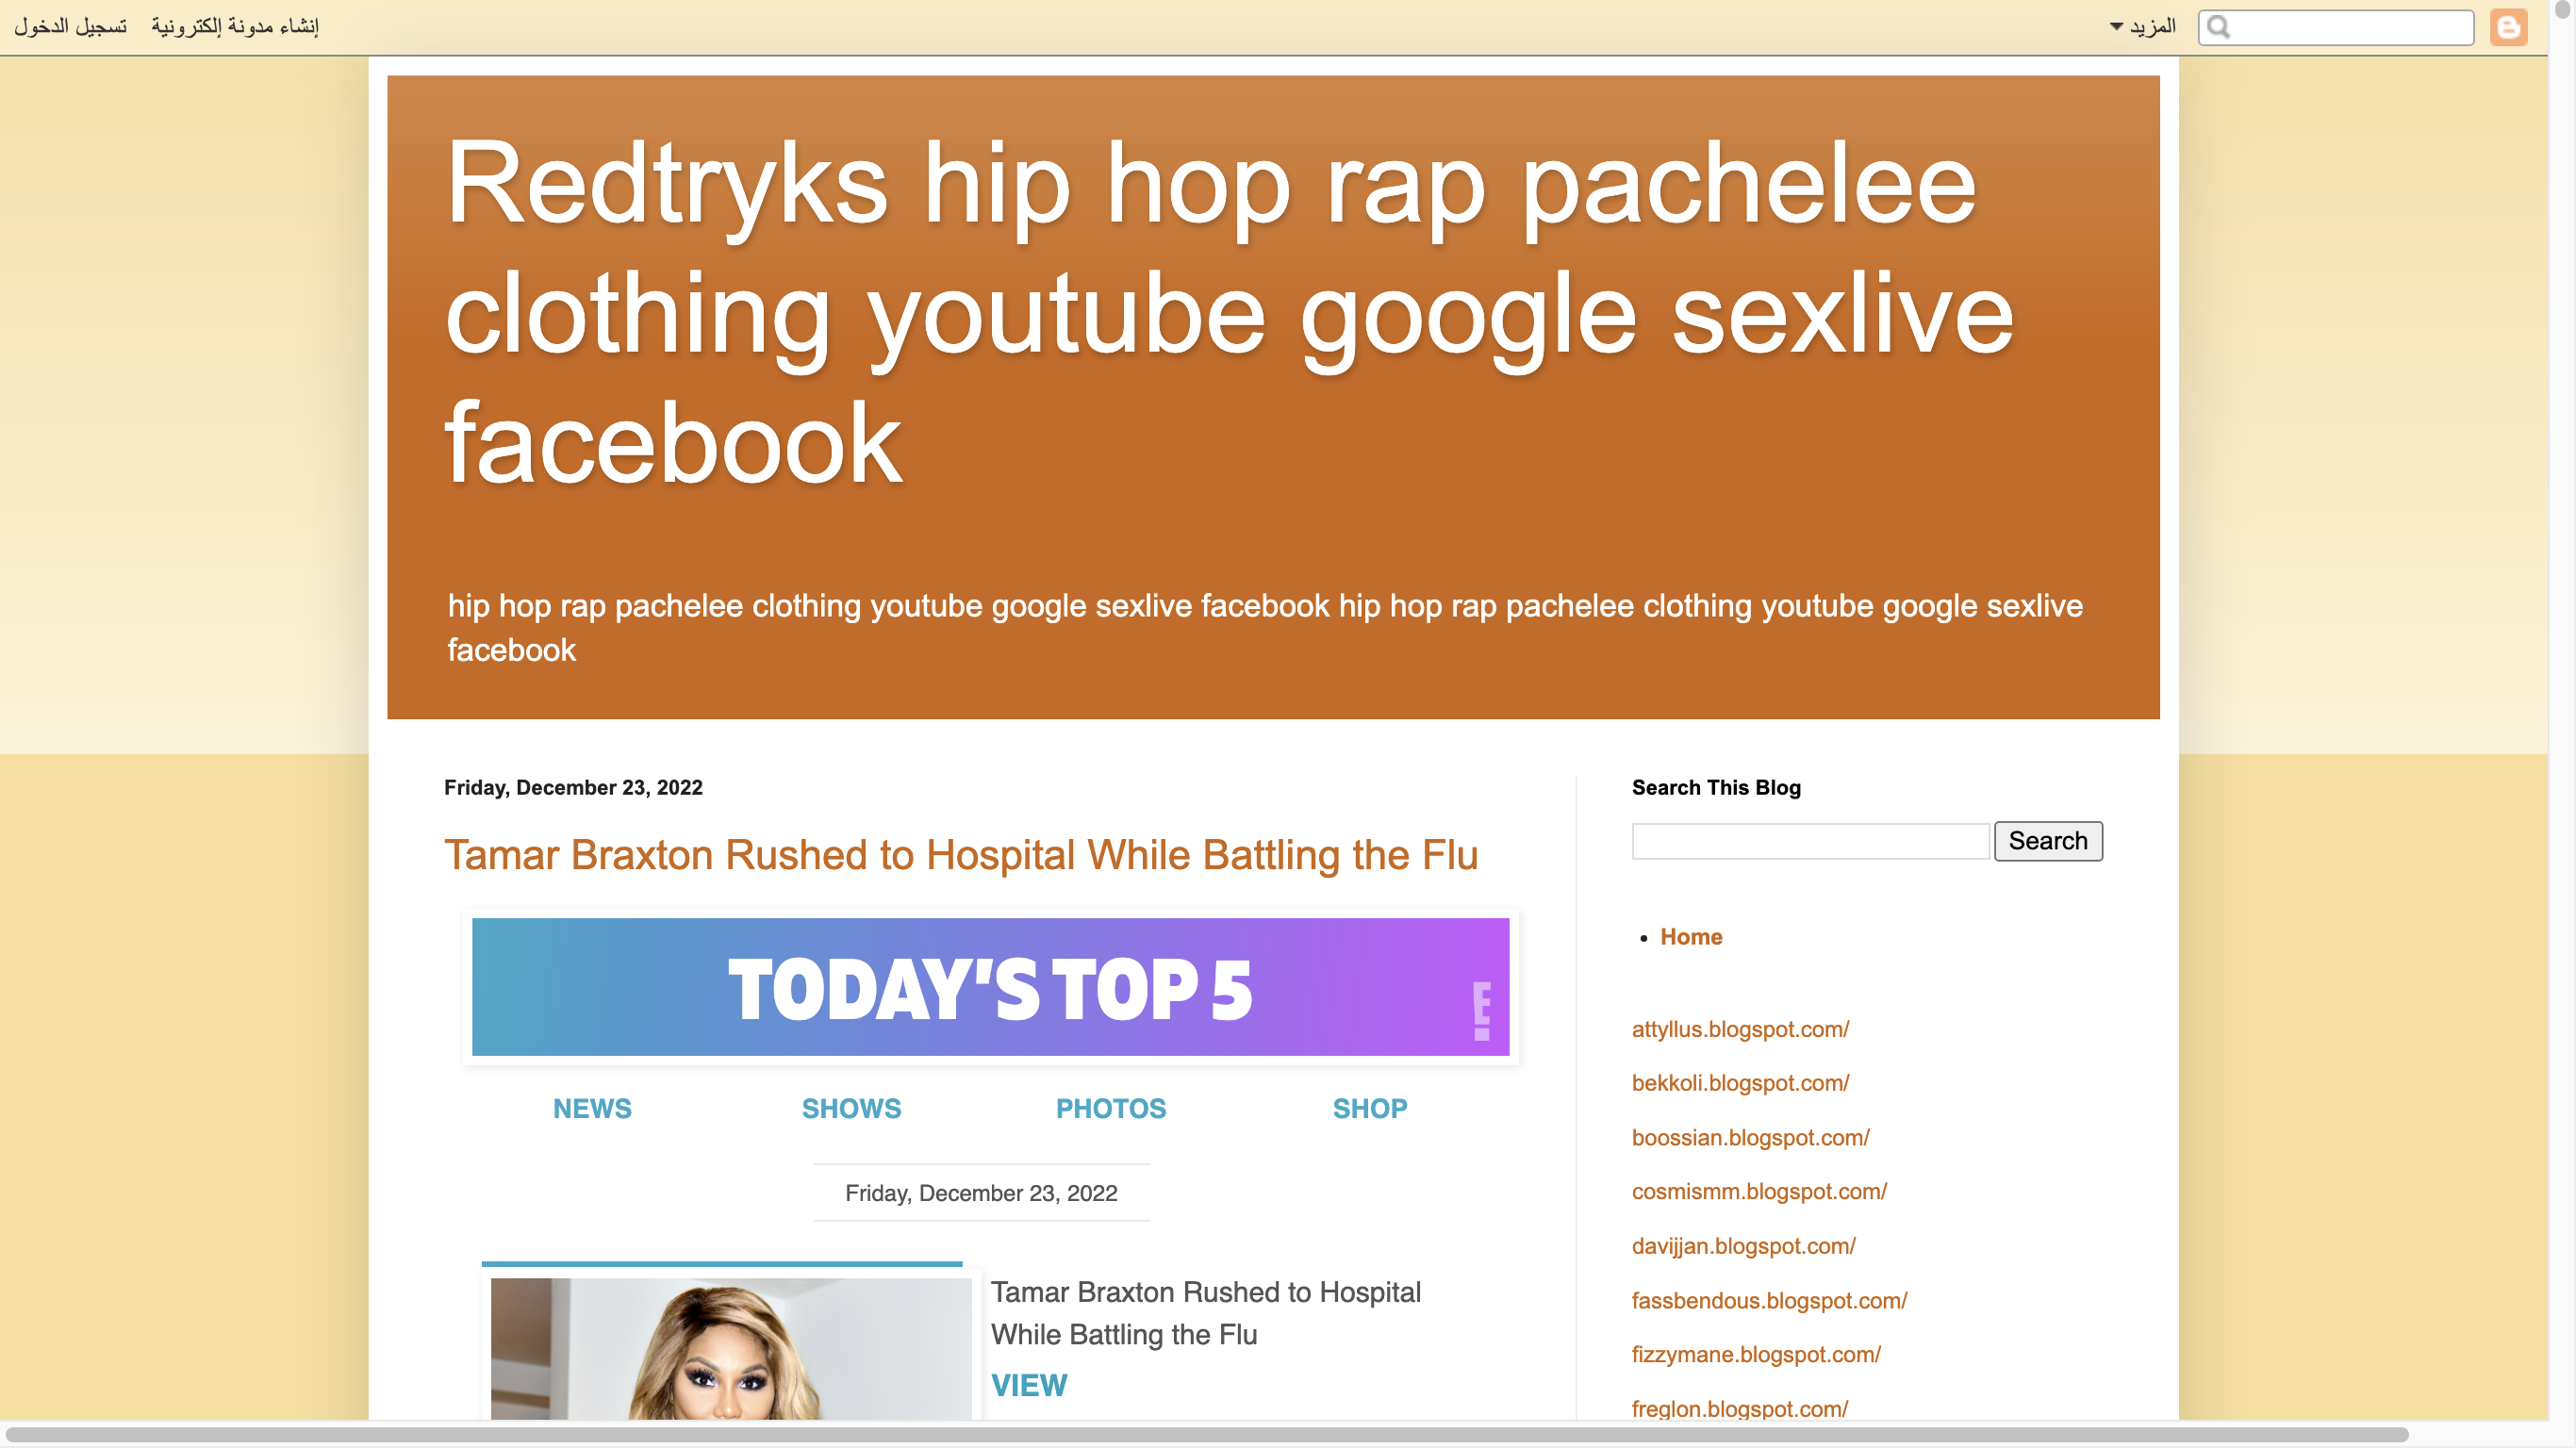 تسجيل الدخول
إنشاء مدونة إلكترونية
المزيد
Redtryks hip hop rap pachelee
clothing youtube google sexlive
facebook
hip hop rap pachelee clothing youtube google sexlive facebook hip hop rap pachelee clothing youtube google sexlive
facebook
Friday, December 23, 2022
Tamar Braxton Rushed to Hospital While Battling the Flu
TODAY'S TOP 5
E!
NEWS SHOWS PHOTOS SHOP
Friday, December 23, 2022
Tamar Braxton Rushed to Hospital
While Battling the Flu
VIEW
Search This Blog
Search
Home
attyllus.blogspot.com/
bekkoli.blogspot.com/
boossian.blogspot.com/
cosmismm.blogspot.com/
davijjan.blogspot.com/
fassbendous.blogspot.com/
fizzymane.blogspot.com/
freglon.blogspot.com/